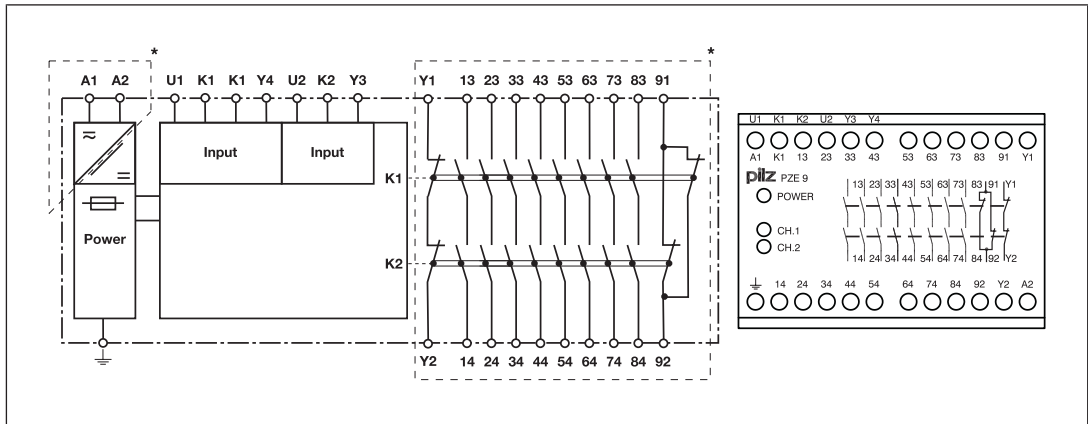 * *
A1 A2 U1 K1 K1 Y4 U2 K2 Y3 Y1 13 23 33 43 53 63 73 83 91
Input Input
Power
K1
K2
Y2 14 24 34 44 54 64 74 84 92
U1 K1 K2 U2 Y3 Y4
A1 K1 13 23 33 43 53 63 73 83 91 Y1
pilz PZE 9
POWER
CH.1
CH.2
13 23 33 43 53 63 73 83 91 Y1
14 24 34 44 54 64 74 84 92 Y2
14 24 34 44 54 64 74 84 92 Y2 A2